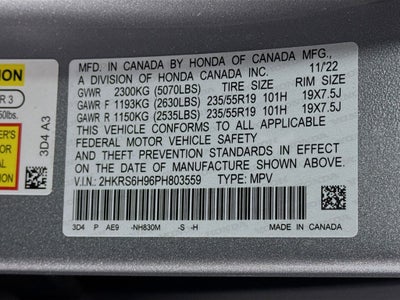 MFD. IN CANADA BY HONDA OF CANADA MFG.,
A DIVISION OF HONDA CANADA INC. 11/22
GVWR 2300KG (5070LBS) TIRE SIZE RIM SIZE
GAWR F 1193KG (2630LBS) 235/55R19 101H 19X7.5J
GAWR R 1150KG (2535LBS) 235/55R19 101H 19X7.5J
THIS VEHICLE CONFORMS TO ALL APPLICABLE
FEDERAL MOTOR VEHICLE SAFETY
AND THEFT PREVENTION STANDARDS IN EFFECT ON
THE DATE OF MANUFACTURE SHOWN ABOVE.
V.I.N.: 2HKRS6H96PH803559 TYPE: MPV
3D4 P AE9 -NH830M -S -H MADE IN CANADA
3D4 A3
R 3
50lbs.